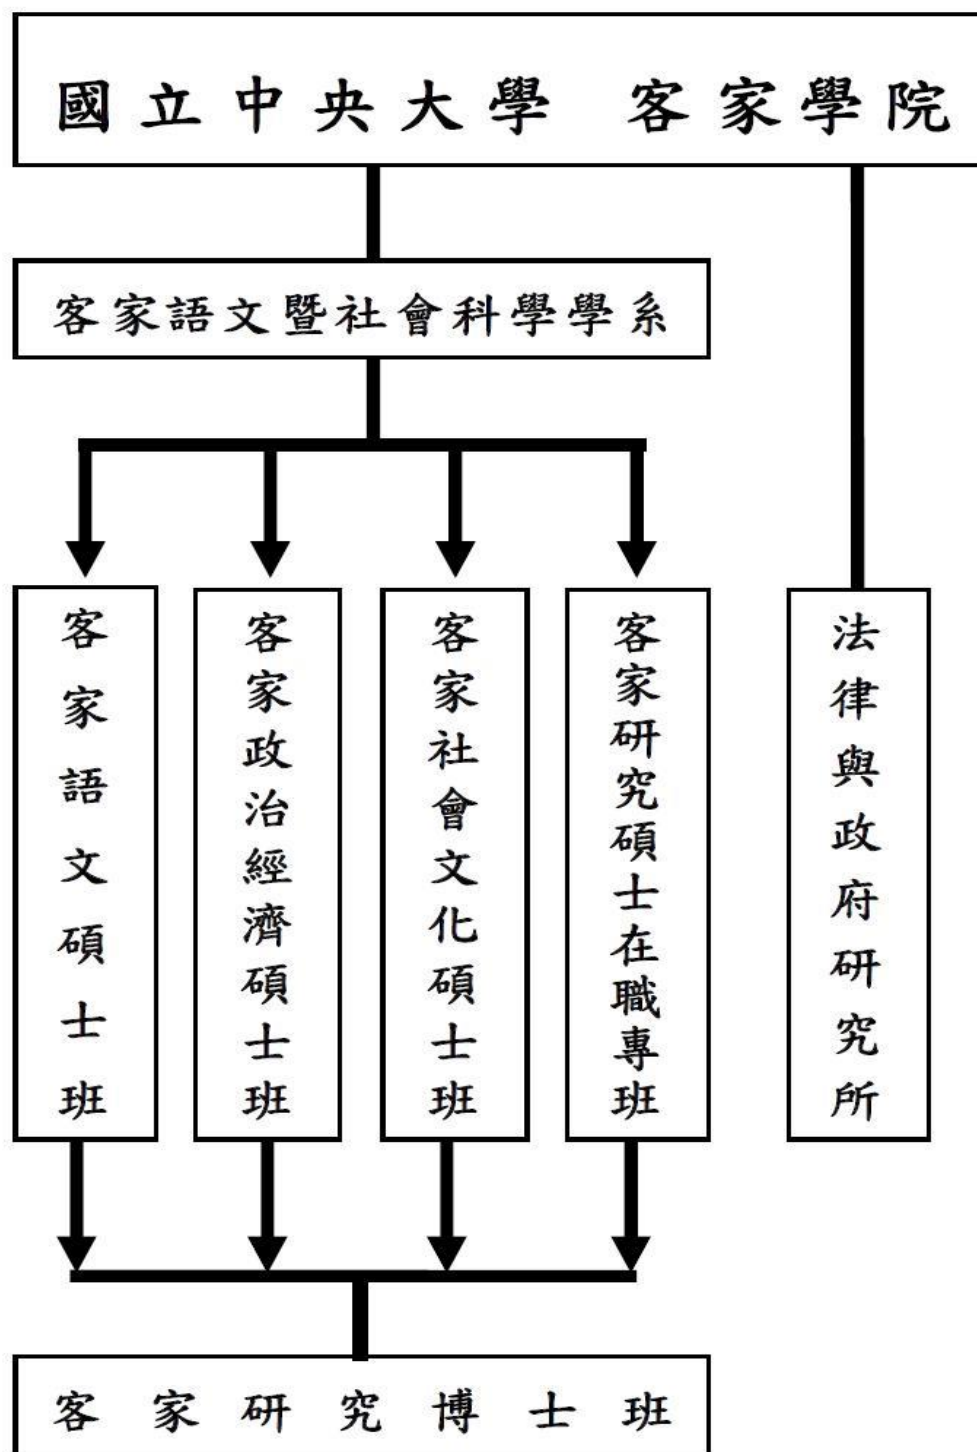 國立中央大學 客家學院
客家語文暨社會科學學系
客家語文碩士班
客家政治經濟碩士班
客家社會文化碩士班
客家研究碩士在職專班
法律與政府研究所
客家研究博士班